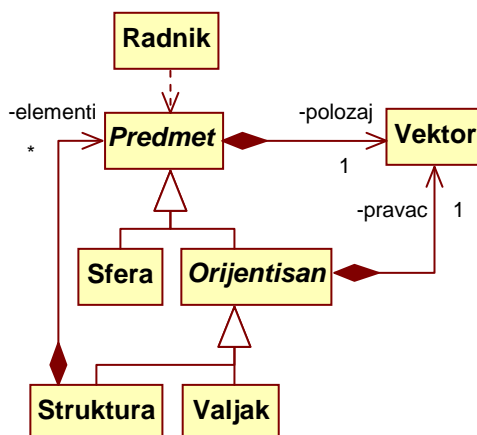 Radnik
-elementi
*
Predmet
-polozaj
1
Vektor
-pravac
1
Sfera
Orijentisan
Struktura
Valjak